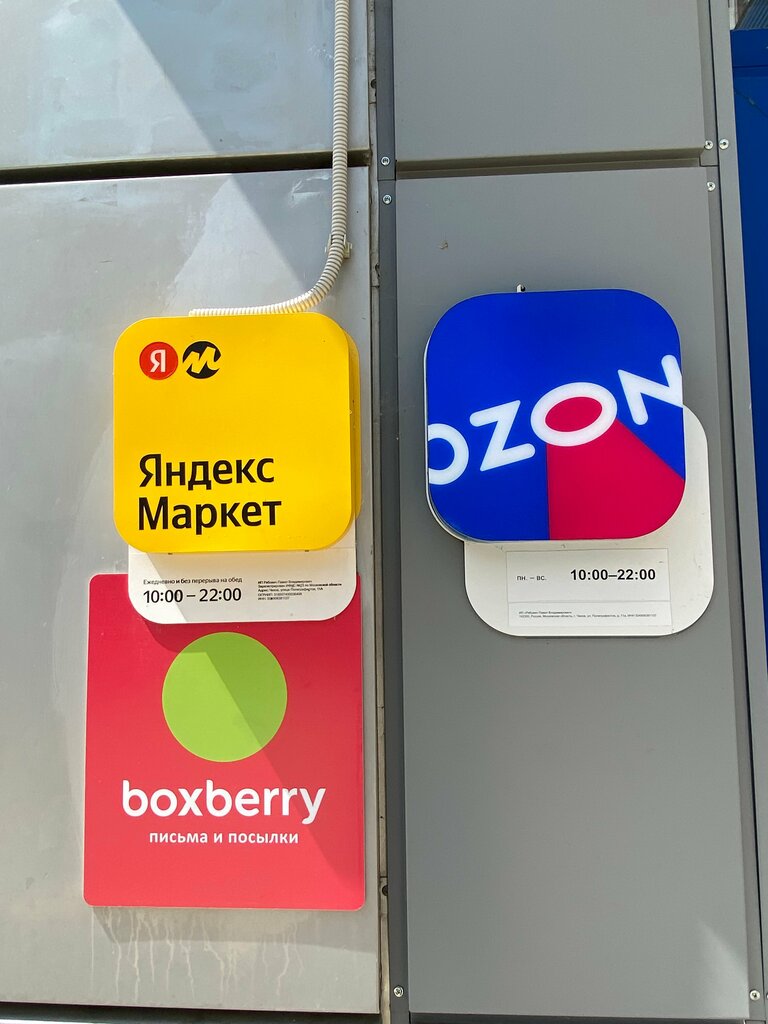 Я М
Яндекс
Маркет
Ежедневно и без перерыва на обед
10:00 – 22:00
boxberry
письма и посылки
OZON
пн. – вс. 10:00–22:00